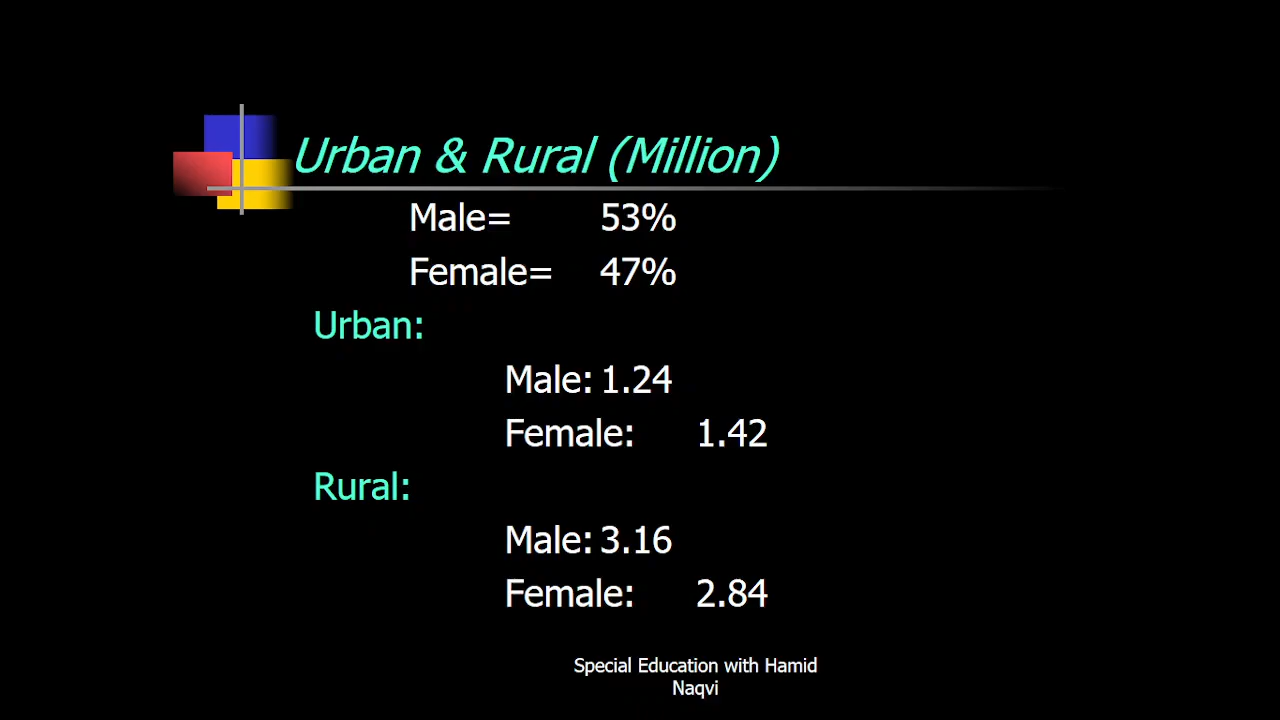 Urban & Rural (Million)
Male= 53%
Female= 47%
Urban:
Male: 1.24
Female: 1.42
Rural:
Male: 3.16
Female: 2.84
Special Education with Hamid
Naqvi